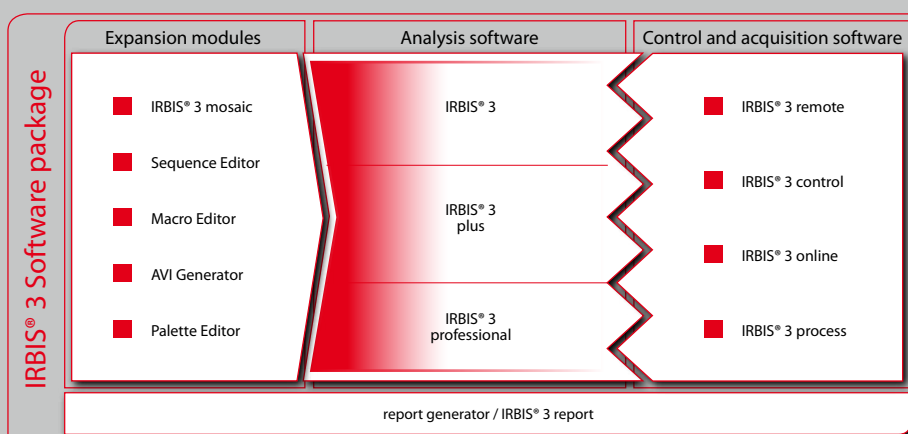 IRBIS® 3 Software package
Expansion modules
IRBIS® 3 mosaic
Sequence Editor
Macro Editor
AVI Generator
Palette Editor
Analysis software
IRBIS® 3
IRBIS® 3
plus
IRBIS® 3
professional
Control and acquisition software
IRBIS® 3 remote
IRBIS® 3 control
IRBIS® 3 online
IRBIS® 3 process
report generator / IRBIS® 3 report